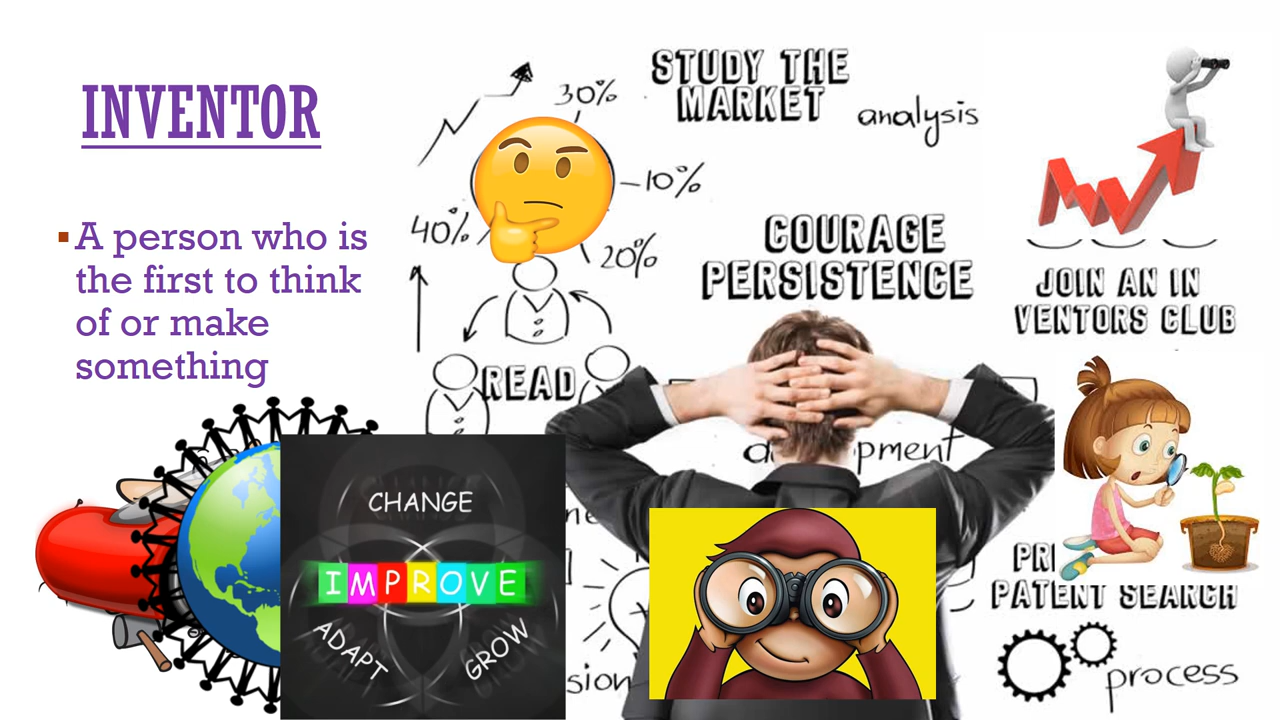 INVENTOR
A person who is
the first to think
of or make
something
STUDY THE
MARKET
analysis
30%
-10%
40%
20%
COURAGE
PERSISTENCE
JOIN AN IN
VENTORS CLUB
READ
CHANGE
IMPROVE
ADAPT
GROW
PATENT SEARCH
process